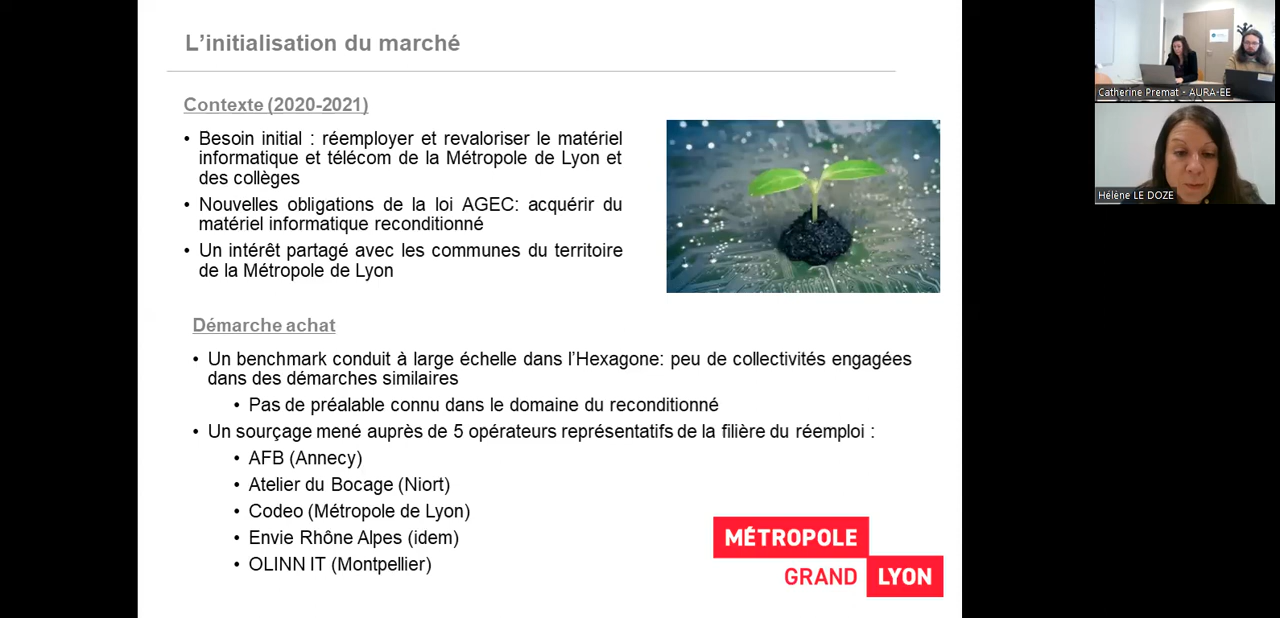 L'initialisation du marché
Contexte (2020-2021)
• Besoin initial : réemployer et revaloriser le matériel
informatique et télécom de la Métropole de Lyon et
des collèges
• Nouvelles obligations de la loi AGEC: acquérir du
matériel informatique reconditionné
• Un intérêt partagé avec les communes du territoire
de la Métropole de Lyon
Démarche achat
• Un benchmark conduit à large échelle dans l'Hexagone: peu de collectivités engagées
dans des démarches similaires
• Pas de préalable connu dans le domaine du reconditionné
• Un sourçage mené auprès de 5 opérateurs représentatifs de la filière du réemploi :
• AFB (Annecy)
• Atelier du Bocage (Niort)
• Codeo (Métropole de Lyon)
• Envie Rhône Alpes (idem)
• OLINN IT (Montpellier)
MÉTROPOLE
GRAND LYON
Catherine Premat - AURA-EE
Hélène LE DOZE